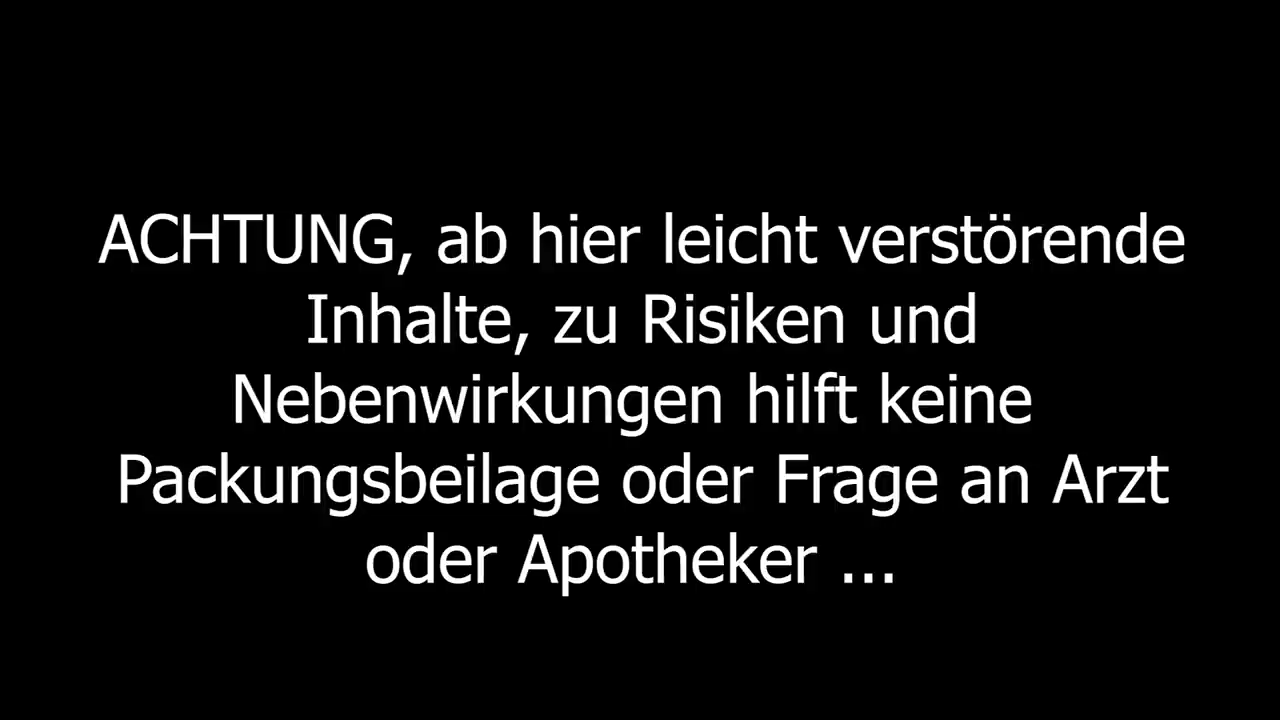 ACHTUNG, ab hier leicht verstörende
Inhalte, zu Risiken und
Nebenwirkungen hilft keine
Packungsbeilage oder Frage an Arzt
oder Apotheker ...